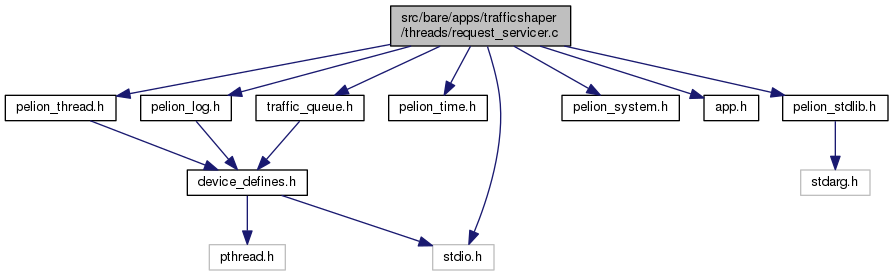 src/bare/apps/trafficshaper
/threads/request_servicer.c
pelion_thread.h
pelion_log.h
traffic_queue.h
pelion_time.h
pelion_system.h
app.h
pelion_stdlib.h
device_defines.h
stdarg.h
pthread.h
stdio.h